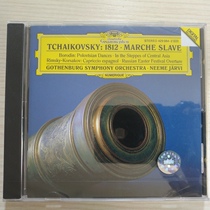 TCHAIKOVSKY: 1812 · MARCHE SLAVE
Borodin: Polovtsian Dances · In the Steppes of Central Asia
Rimsky-Korsakov: Capriccio espagnol · Russian Easter Festival Overture
GOTHENBURG SYMPHONY ORCHESTRA · NEEME JÄRVI